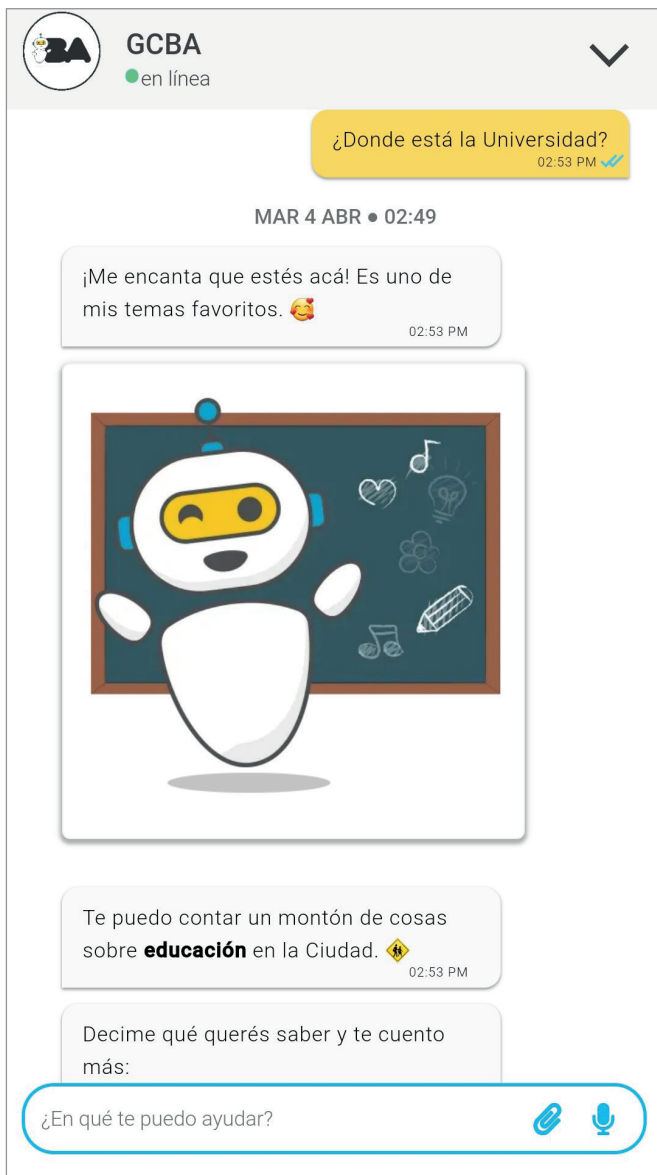 BA
GCBA
en línea
¿Donde está la Universidad?
02:53 PM
MAR 4 ABR ● 02:49
¡Me encanta que estés acá! Es uno de
mis temas favoritos. 🥰
02:53 PM
Te puedo contar un montón de cosas
sobre educación en la Ciudad. 🚸
02:53 PM
Decime qué querés saber y te cuento
más:
¿En qué te puedo ayudar?